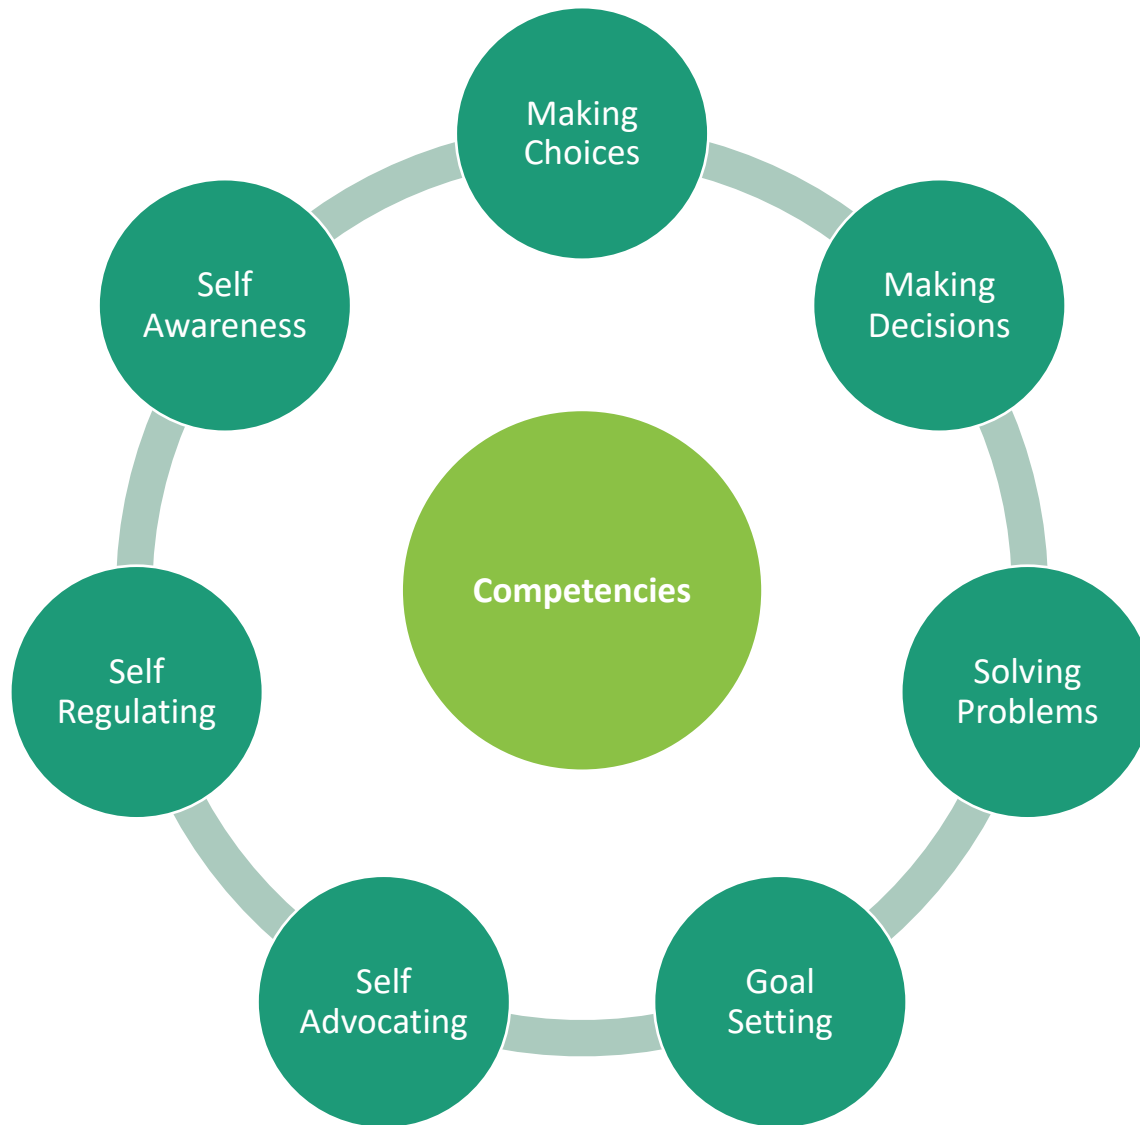 Making
Choices
Making
Decisions
Solving
Problems
Goal
Setting
Self
Advocating
Self
Regulating
Self
Awareness
Competencies